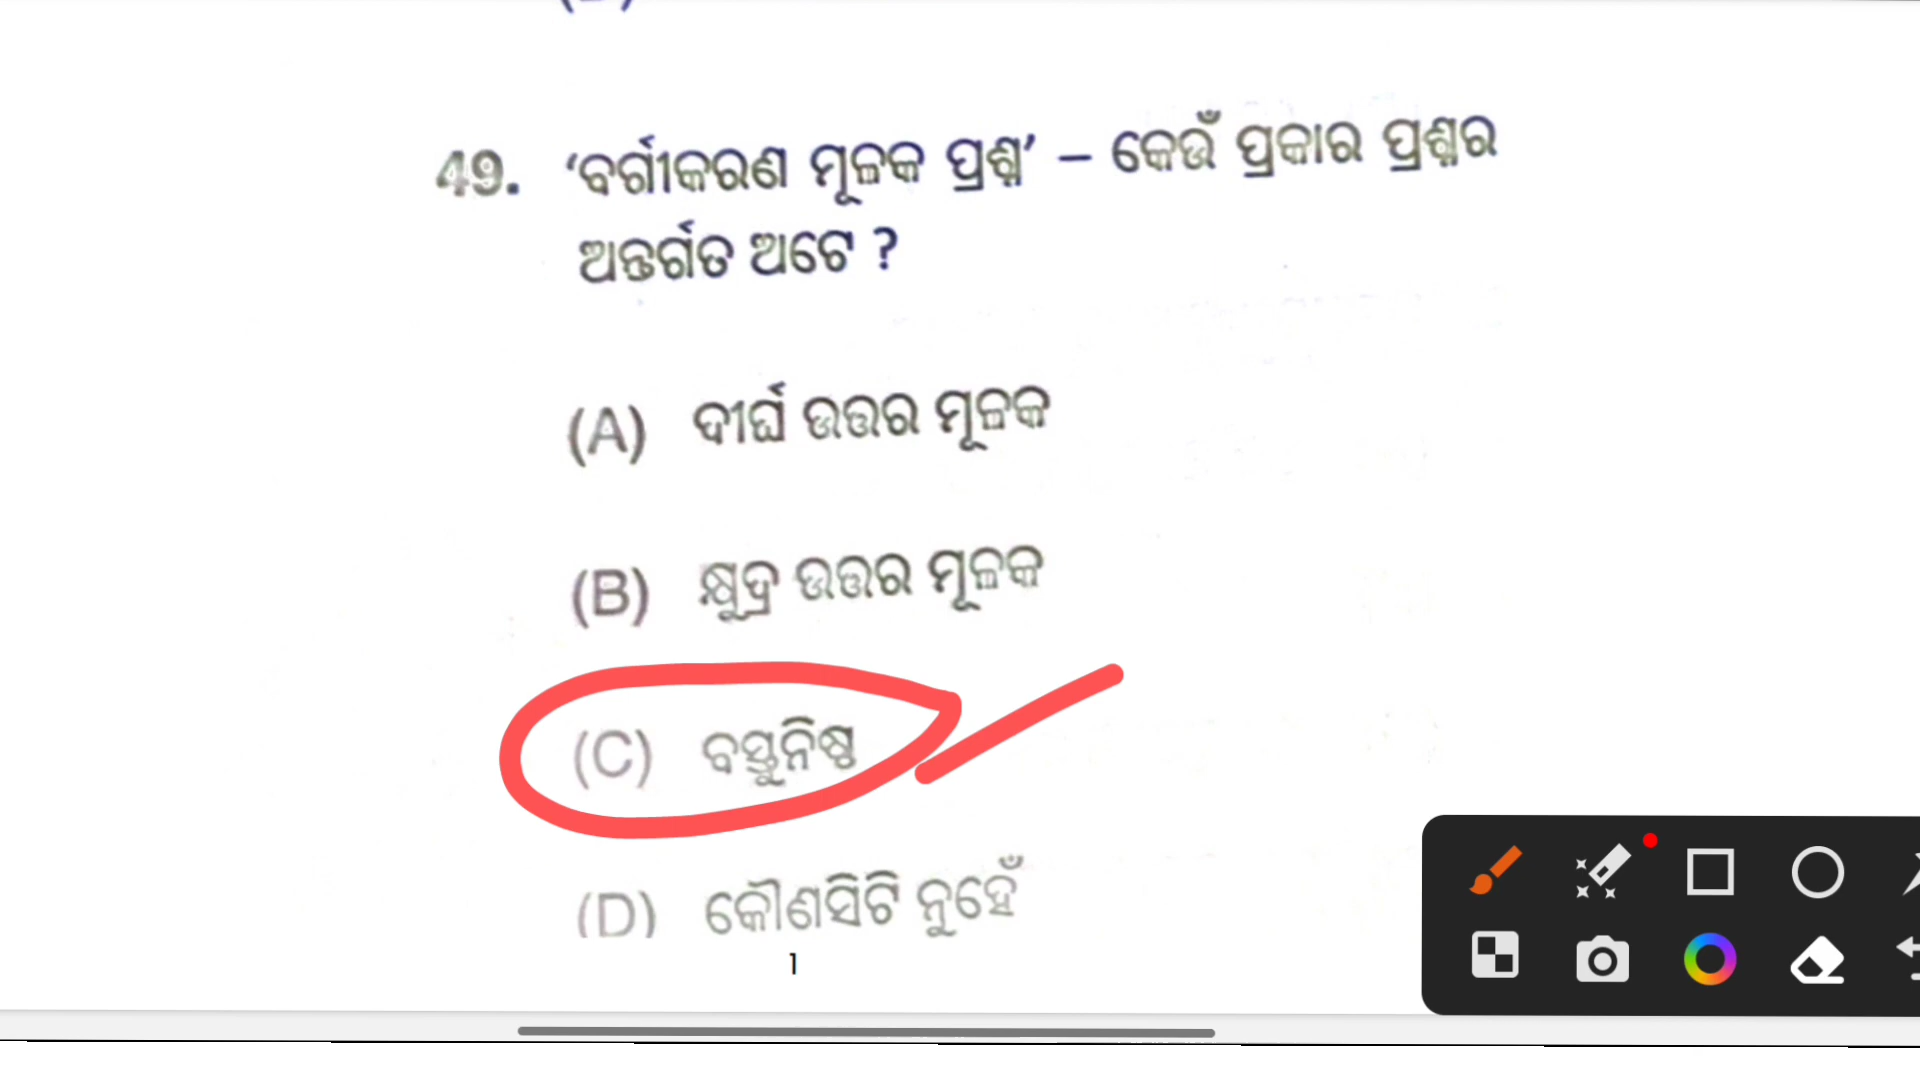 49. ‘ବର୍ଗୀକରଣ ମୂଳକ ପ୍ରଶ୍ନ’ – କେଉଁ ପ୍ରକାର ପ୍ରଶ୍ନର
ଅନ୍ତର୍ଗତ ଅଟେ ?
(A) ଦୀର୍ଘ ଉତ୍ତର ମୂଳକ
(B) କ୍ଷୁଦ୍ର ଉତ୍ତର ମୂଳକ
(C) ବସ୍ତୁନିଷ୍ଠ
(D) କୌଣସିଟି ନୁହେଁ
1